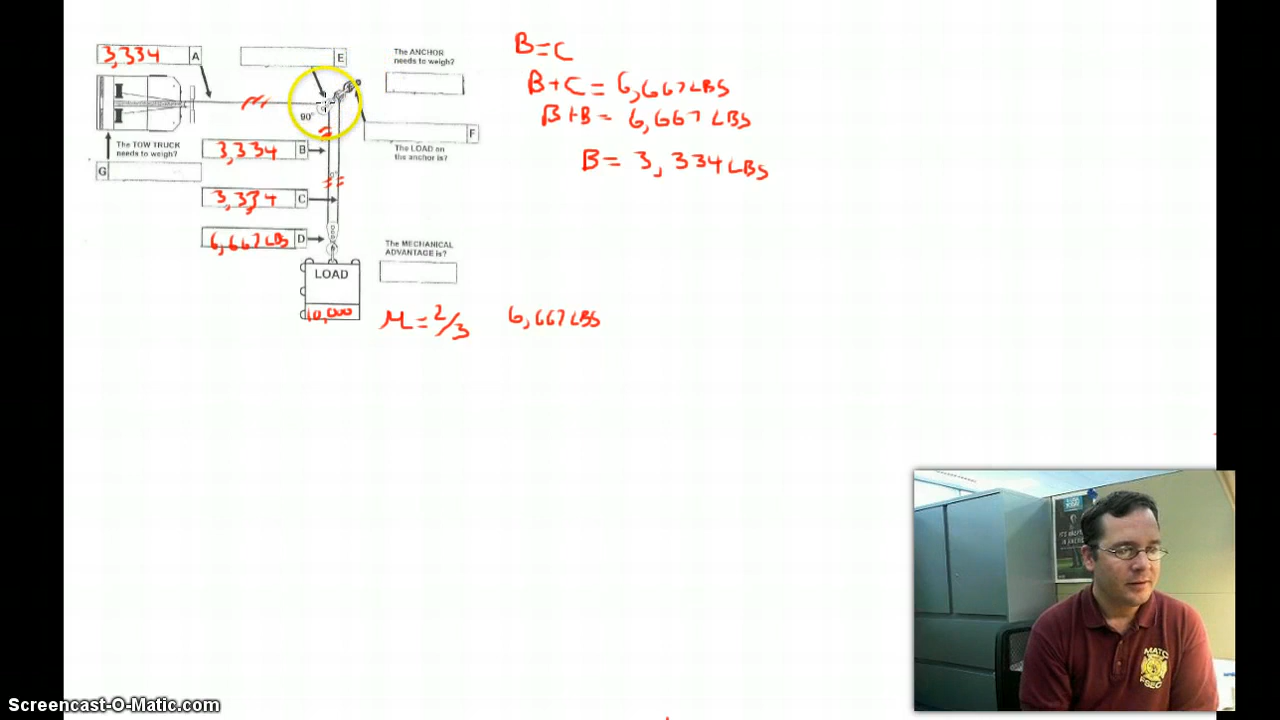 3,334 A
E
The ANCHOR
needs to weigh?
B=C
B+C = 6,667 LBS
B+B = 6,667 LBS
B= 3,334 LBS
90°
F
The LOAD on
the anchor is?
The TOW TRUCK
needs to weigh?
G
3,334 B
3,334 C
6,667 LBS D
The MECHANICAL
ADVANTAGE is?
LOAD
10,000
M = 2/3
6,667 LBS
MATC
Screencast-O-Matic.com